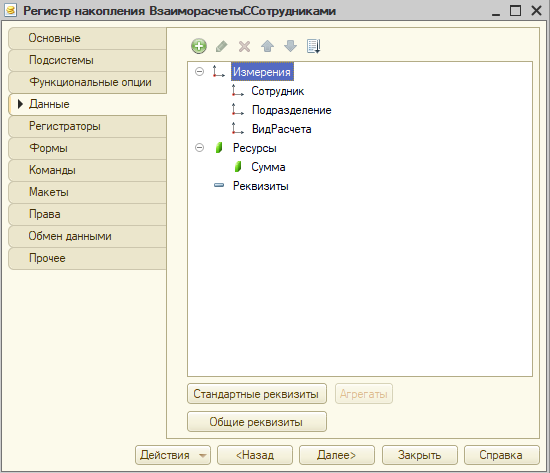 Регистр накопления ВзаиморасчетыССотрудниками
Основные
Подсистемы
Функциональные опции
Данные
Регистраторы
Формы
Команды
Макеты
Права
Обмен данными
Прочее
Измерения
Сотрудник
Подразделение
ВидРасчета
Ресурсы
Сумма
Реквизиты
Стандартные реквизиты
Агрегаты
Общие реквизиты
Действия
<Назад
Далее>
Закрыть
Справка